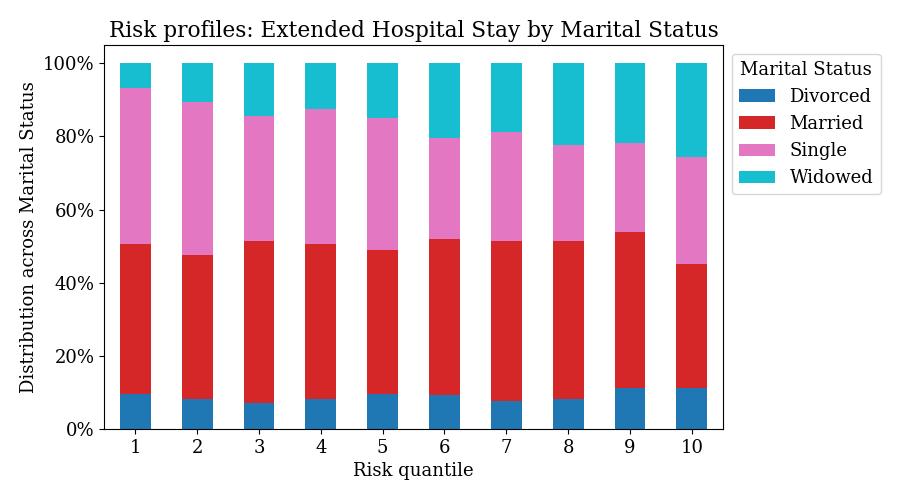 Risk profiles: Extended Hospital Stay by Marital Status
Distribution across Marital Status
100%
80%
60%
40%
20%
0%
1 2 3 4 5 6 7 8 9 10
Risk quantile
Marital Status
Divorced
Married
Single
Widowed